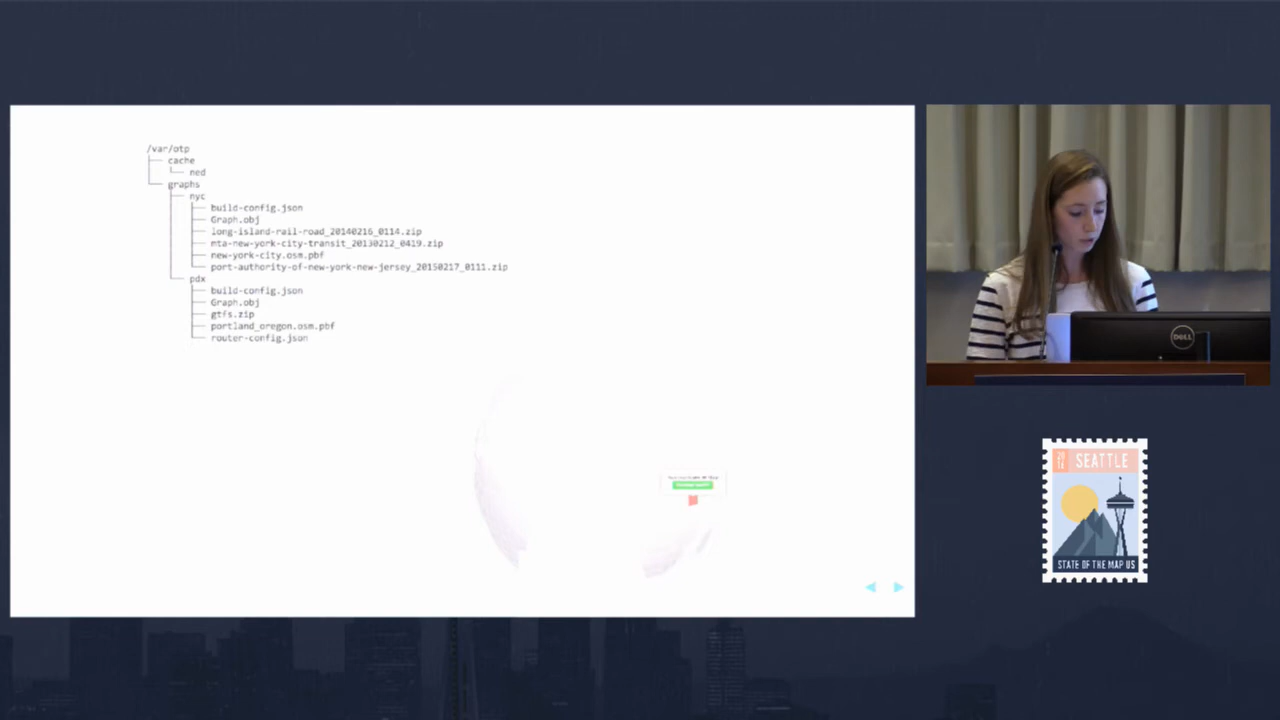 /var/otp
cache
ned
graphs
nyc
build-config.json
Graph.obj
long-island-rail-road_20140216_0114.zip
mta-new-york-city-transit_20130212_0419.zip
new-york-city.osm.pbf
port-authority-of-new-york-new-jersey_20150217_0111.zip
pdx
build-config.json
Graph.obj
gtfs.zip
portland_oregon.osm.pbf
router-config.json
DELL
SEATTLE
STATE OF THE MAP US